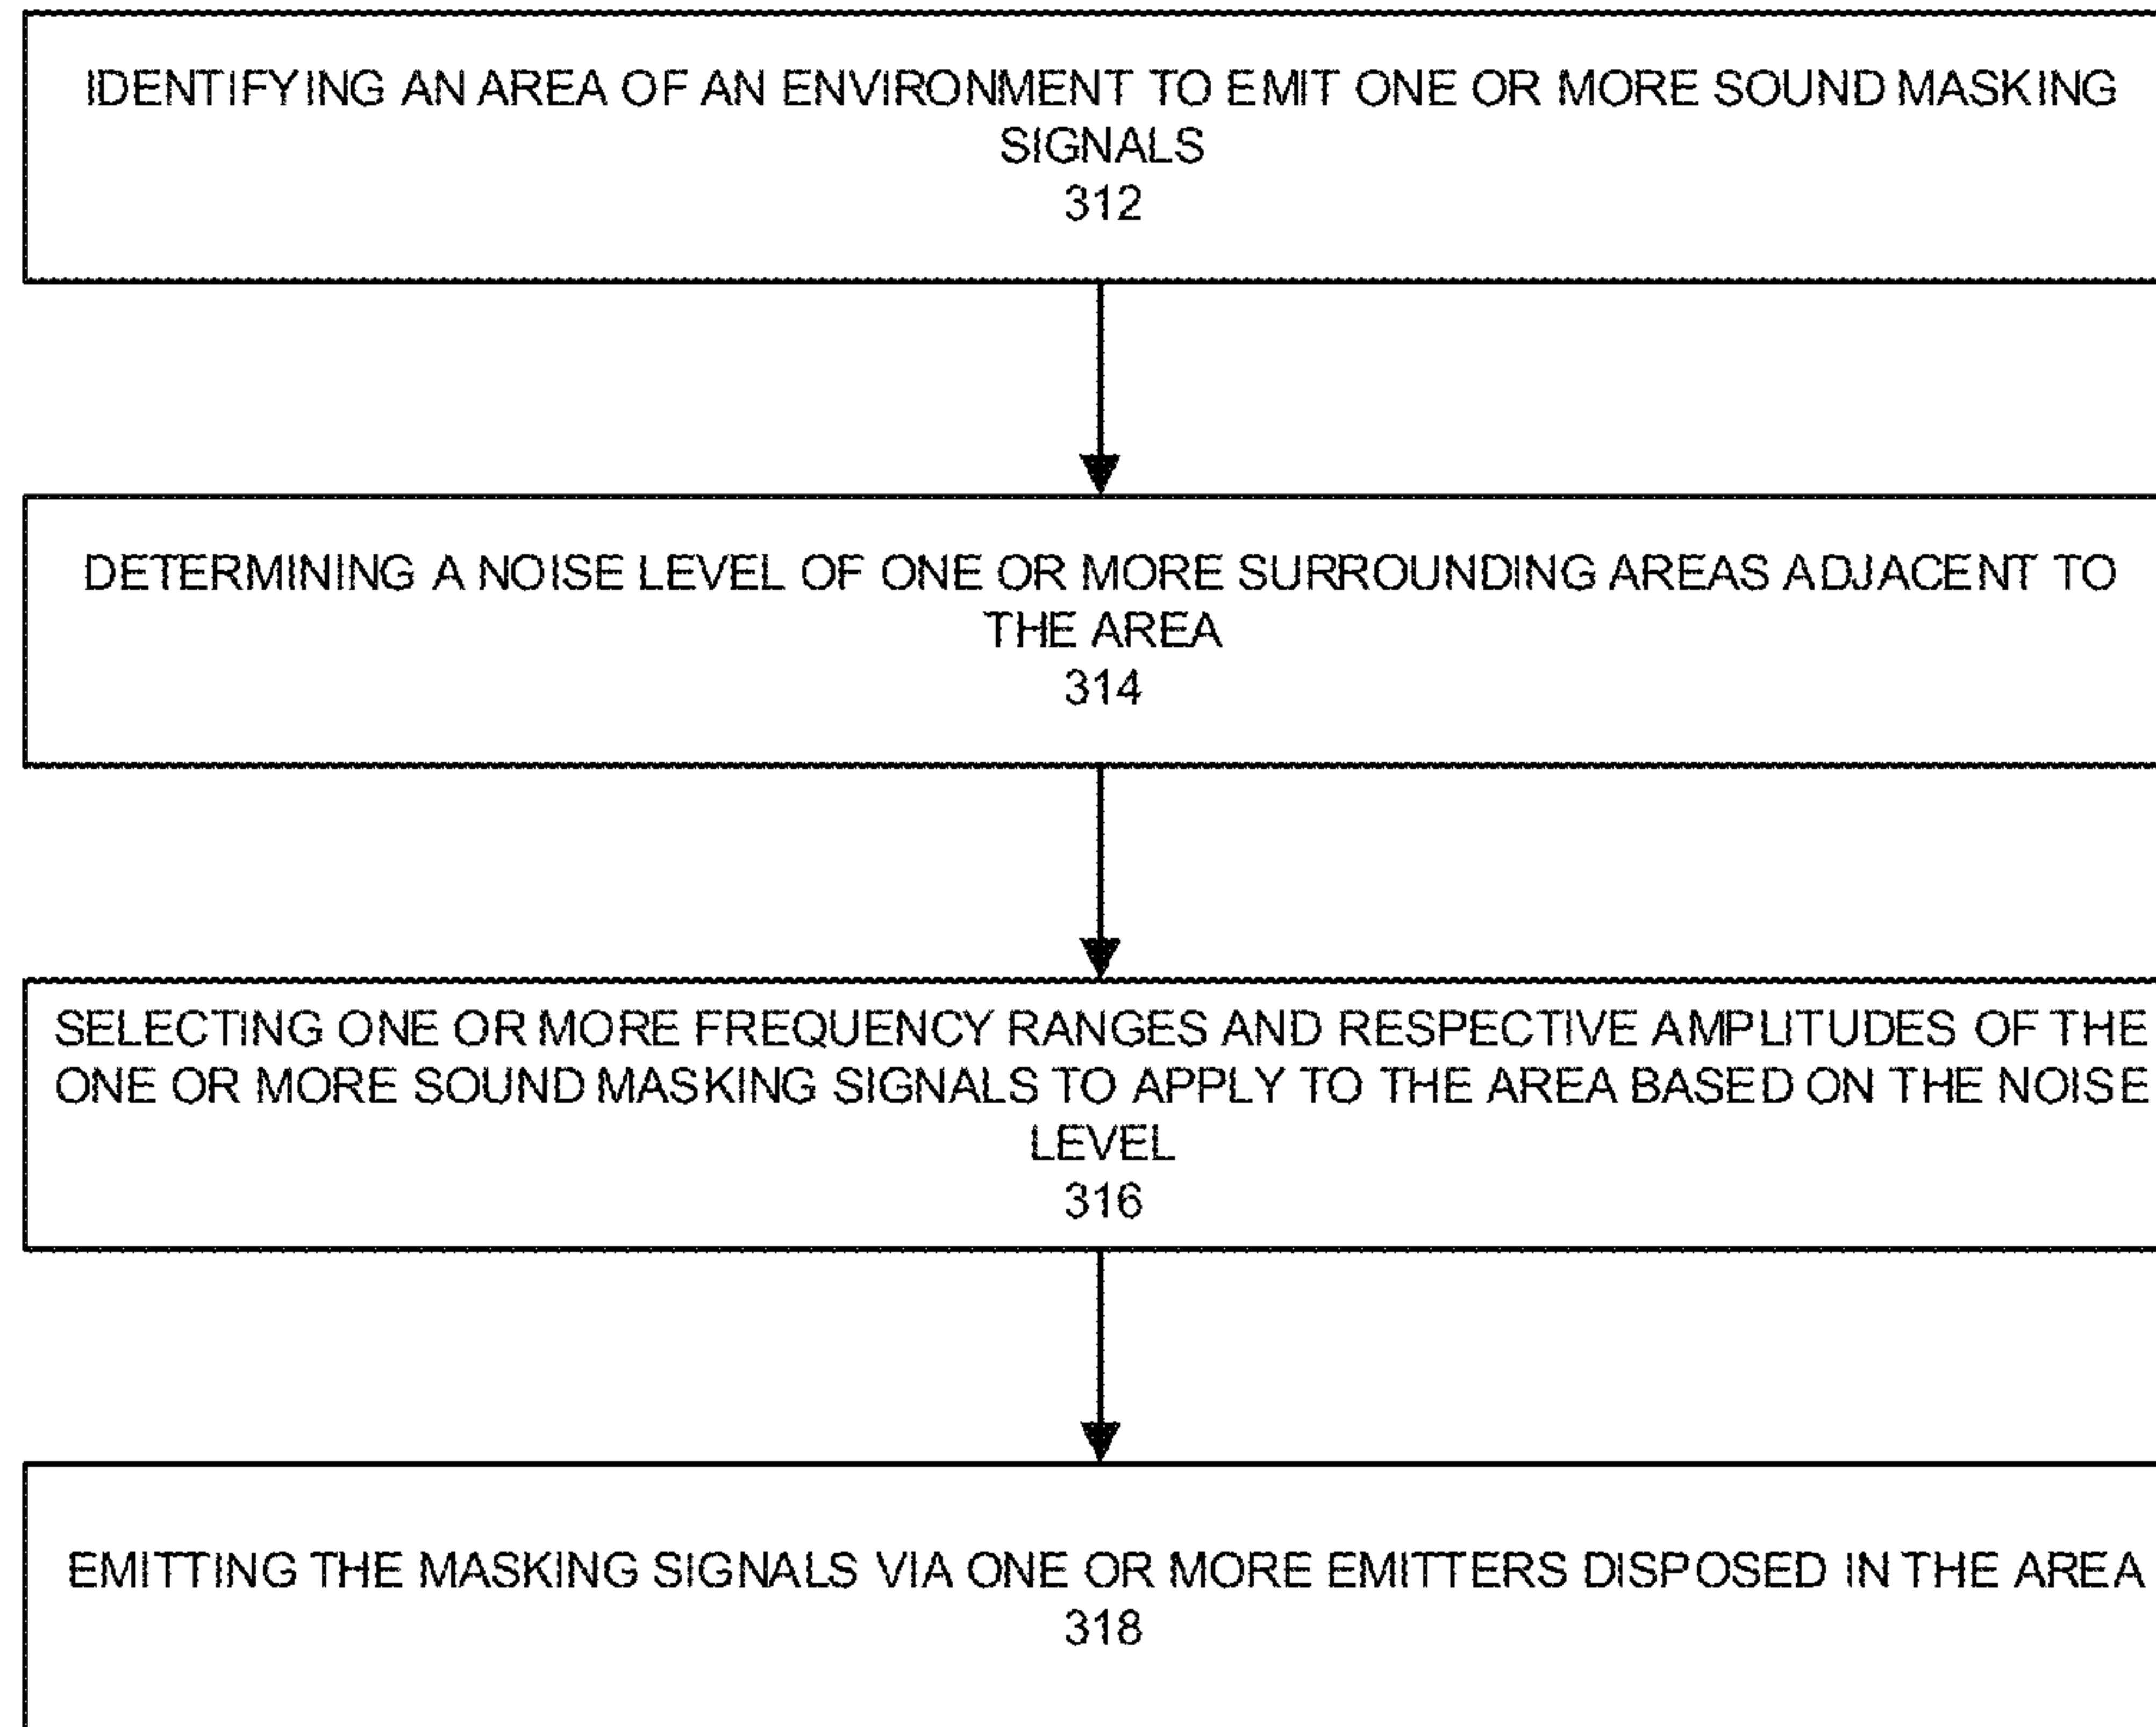 IDENTIFYING AN AREA OF AN ENVIRONMENT TO EMIT ONE OR MORE SOUND MASKING
SIGNALS
312
DETERMINING A NOISE LEVEL OF ONE OR MORE SURROUNDING AREAS ADJACENT TO
THE AREA
314
SELECTING ONE OR MORE FREQUENCY RANGES AND RESPECTIVE AMPLITUDES OF THE
ONE OR MORE SOUND MASKING SIGNALS TO APPLY TO THE AREA BASED ON THE NOISE
LEVEL
316
EMITTING THE MASKING SIGNALS VIA ONE OR MORE EMITTERS DISPOSED IN THE AREA
318